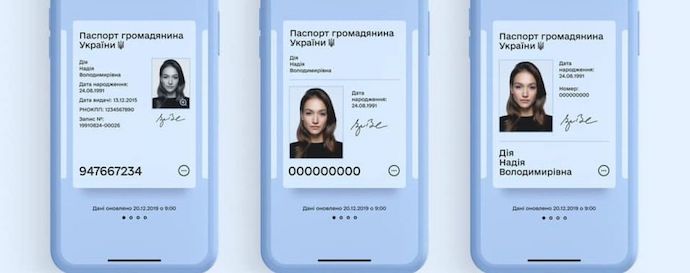 Паспорт громадянина
України
Дія
Надія
Володимирівна
Дата народження:
24.08.1991
Дата видачі: 13.12.2015
РНОКПП: 1234567890
Запис №:
19910824-00026
947667234
Дані оновлено 20.12.2019 о 9:00
Паспорт громадянина
України
Дія
Надія
Володимирівна
Дата
народження:
24.08.1991
000000000
Дані оновлено 20.12.2019 о 9:00
Паспорт громадянина
України
Дата
народження:
24.08.1991
Номер:
000000000
Дія
Надія
Володимирівна
Дані оновлено 20.12.2019 о 9:00